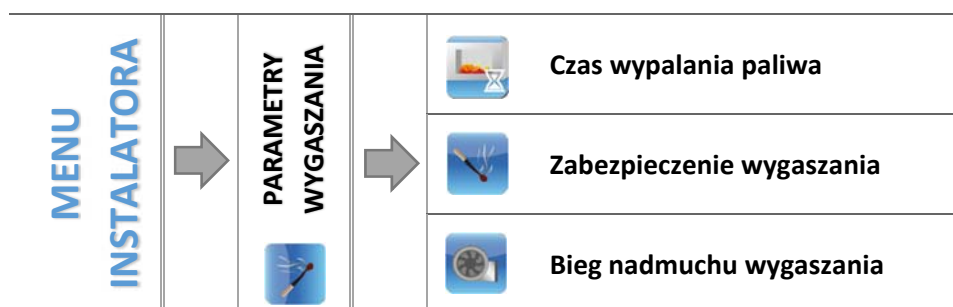 MENU
INSTALATORA
PARAMETRY
WYGASZANIA
Czas wypalania paliwa
Zabezpieczenie wygaszania
Bieg nadmuchu wygaszania